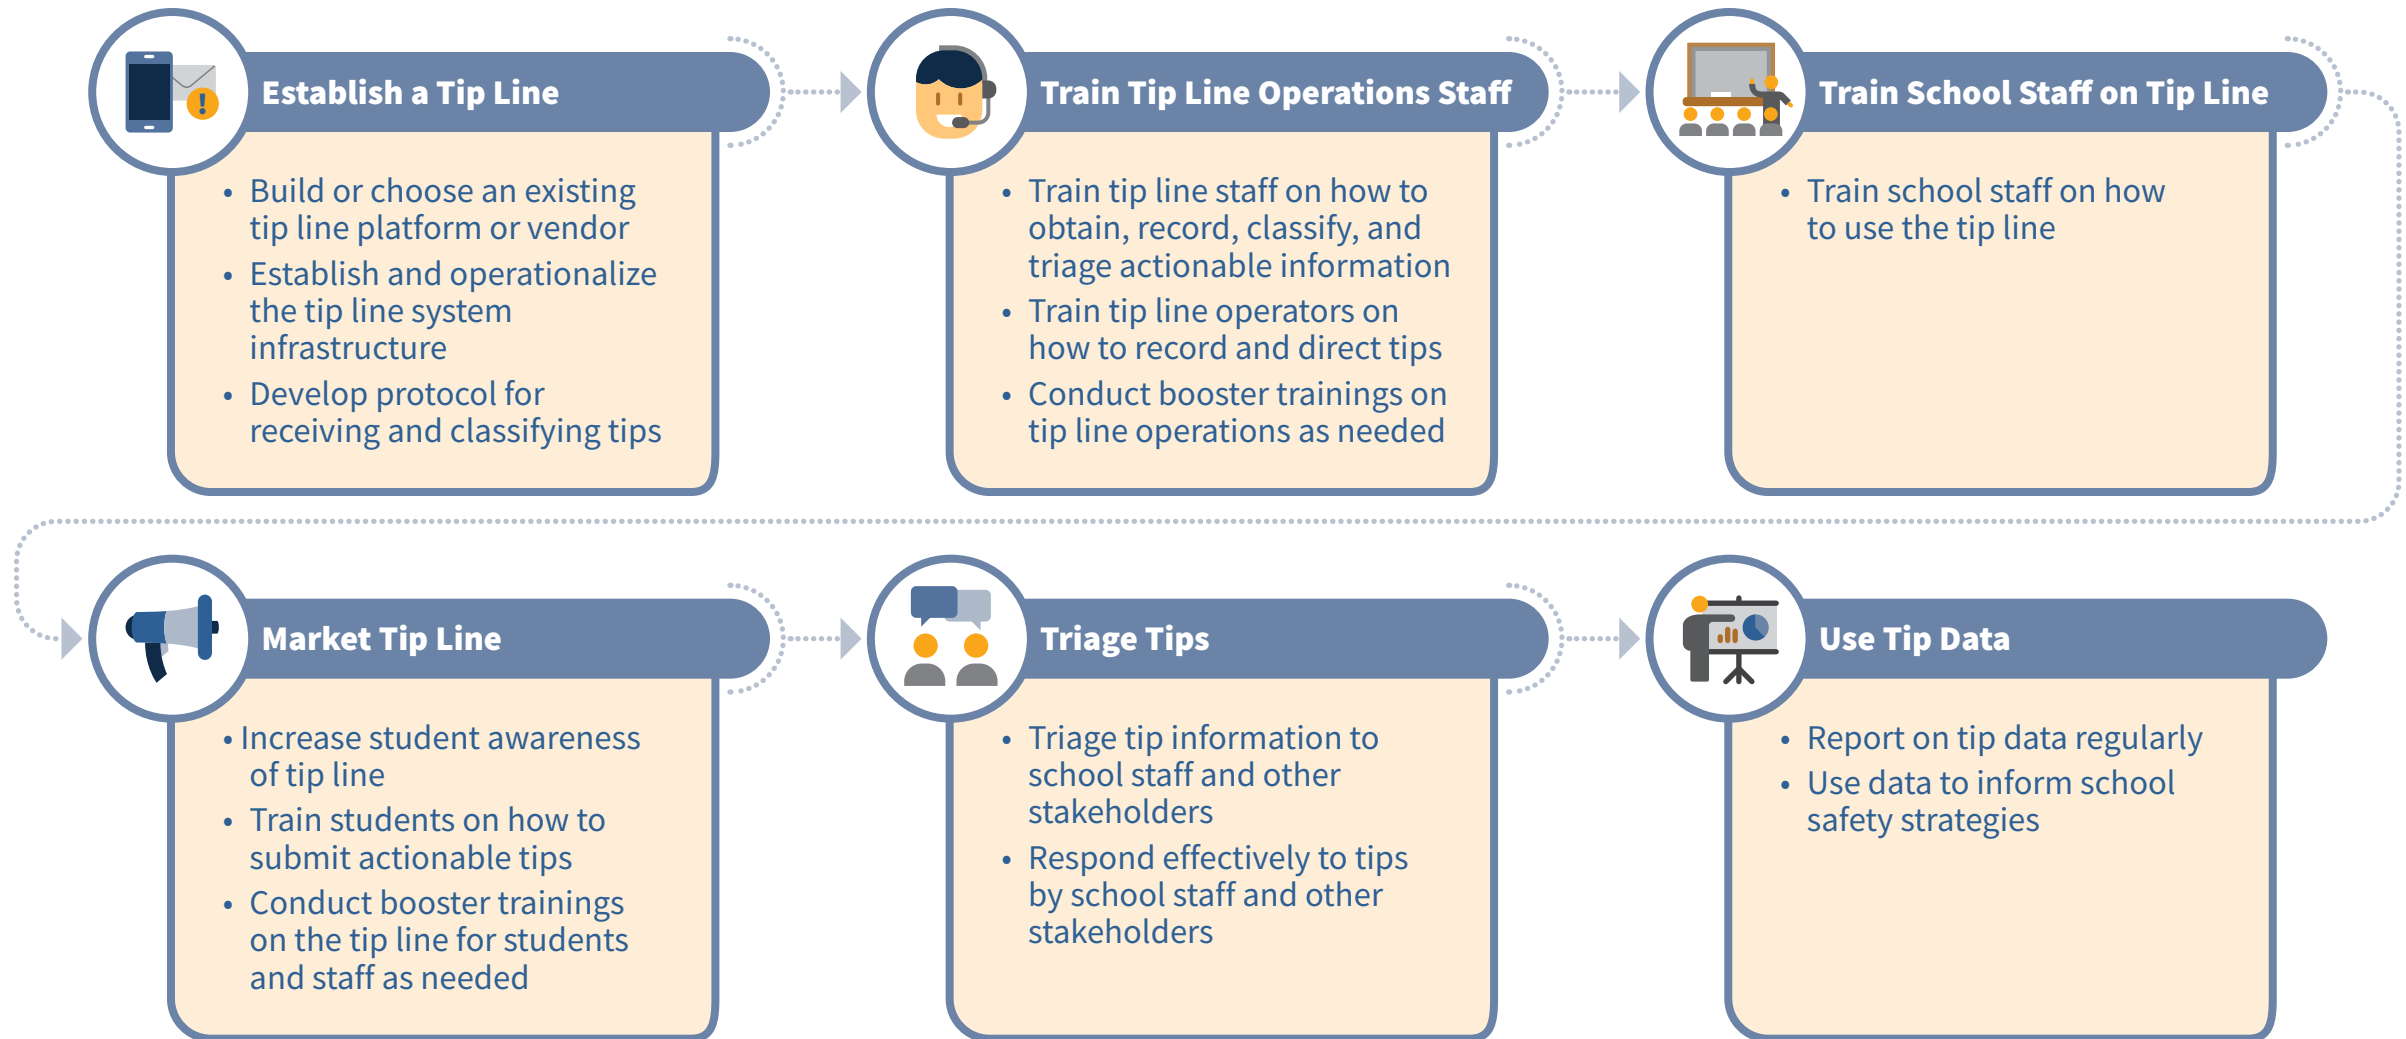 Establish a Tip Line
• Build or choose an existing
tip line platform or vendor
• Establish and operationalize
the tip line system
infrastructure
• Develop protocol for
receiving and classifying tips
Train Tip Line Operations Staff
• Train tip line staff on how to
obtain, record, classify, and
triage actionable information
• Train tip line operators on
how to record and direct tips
• Conduct booster trainings on
tip line operations as needed
Train School Staff on Tip Line
• Train school staff on how
to use the tip line
Market Tip Line
• Increase student awareness
of tip line
• Train students on how to
submit actionable tips
• Conduct booster trainings
on the tip line for students
and staff as needed
Triage Tips
• Triage tip information to
school staff and other
stakeholders
• Respond effectively to tips
by school staff and other
stakeholders
Use Tip Data
• Report on tip data regularly
• Use data to inform school
safety strategies